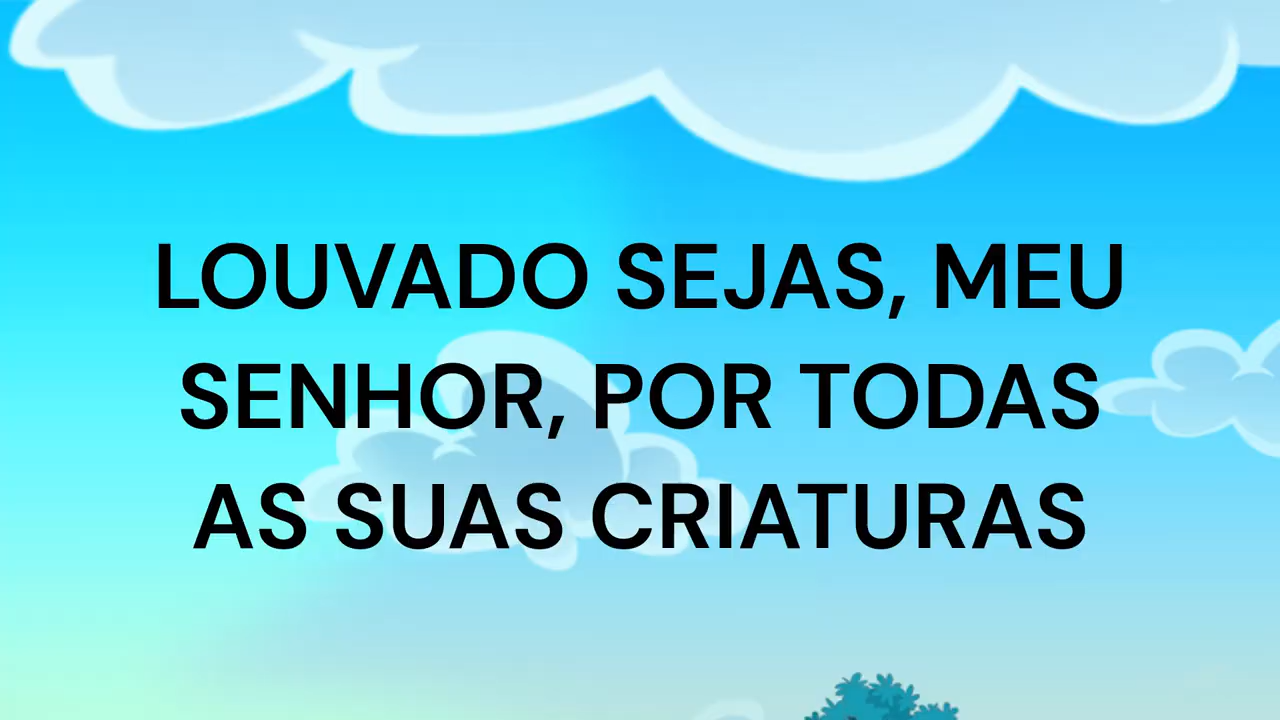 LOUVADO SEJAS, MEU
SENHOR, POR TODAS
AS SUAS CRIATURAS